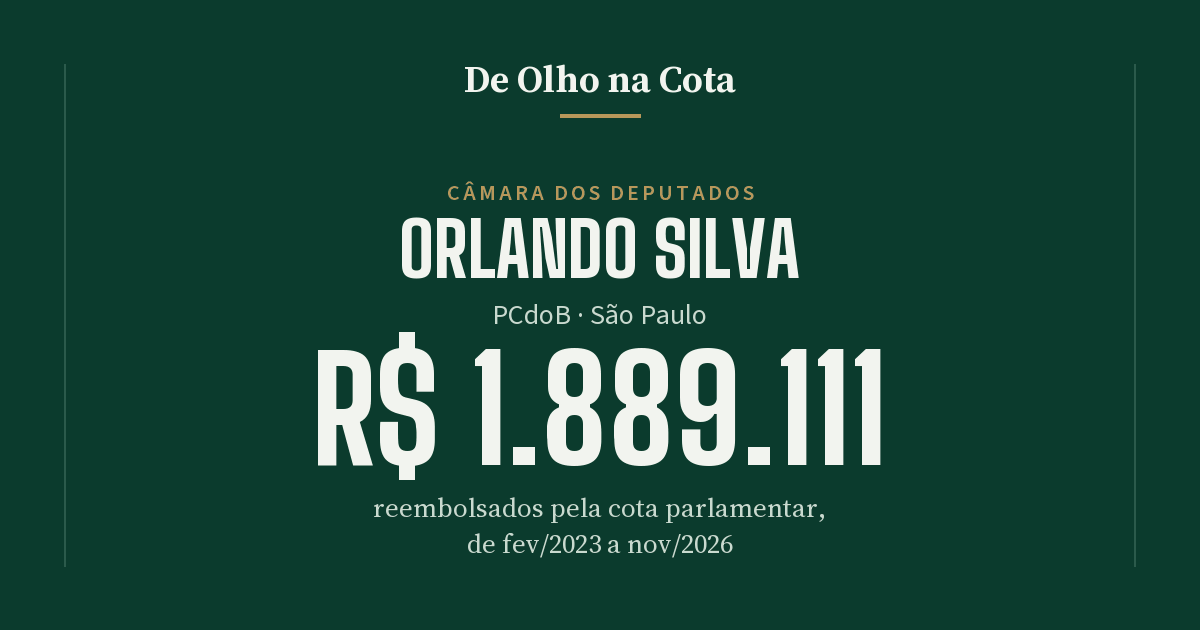 De Olho na Cota
CÂMARA DOS DEPUTADOS
ORLANDO SILVA
PCdoB · São Paulo
R$ 1.889.111
reembolsados pela cota parlamentar,
de fev/2023 a nov/2026